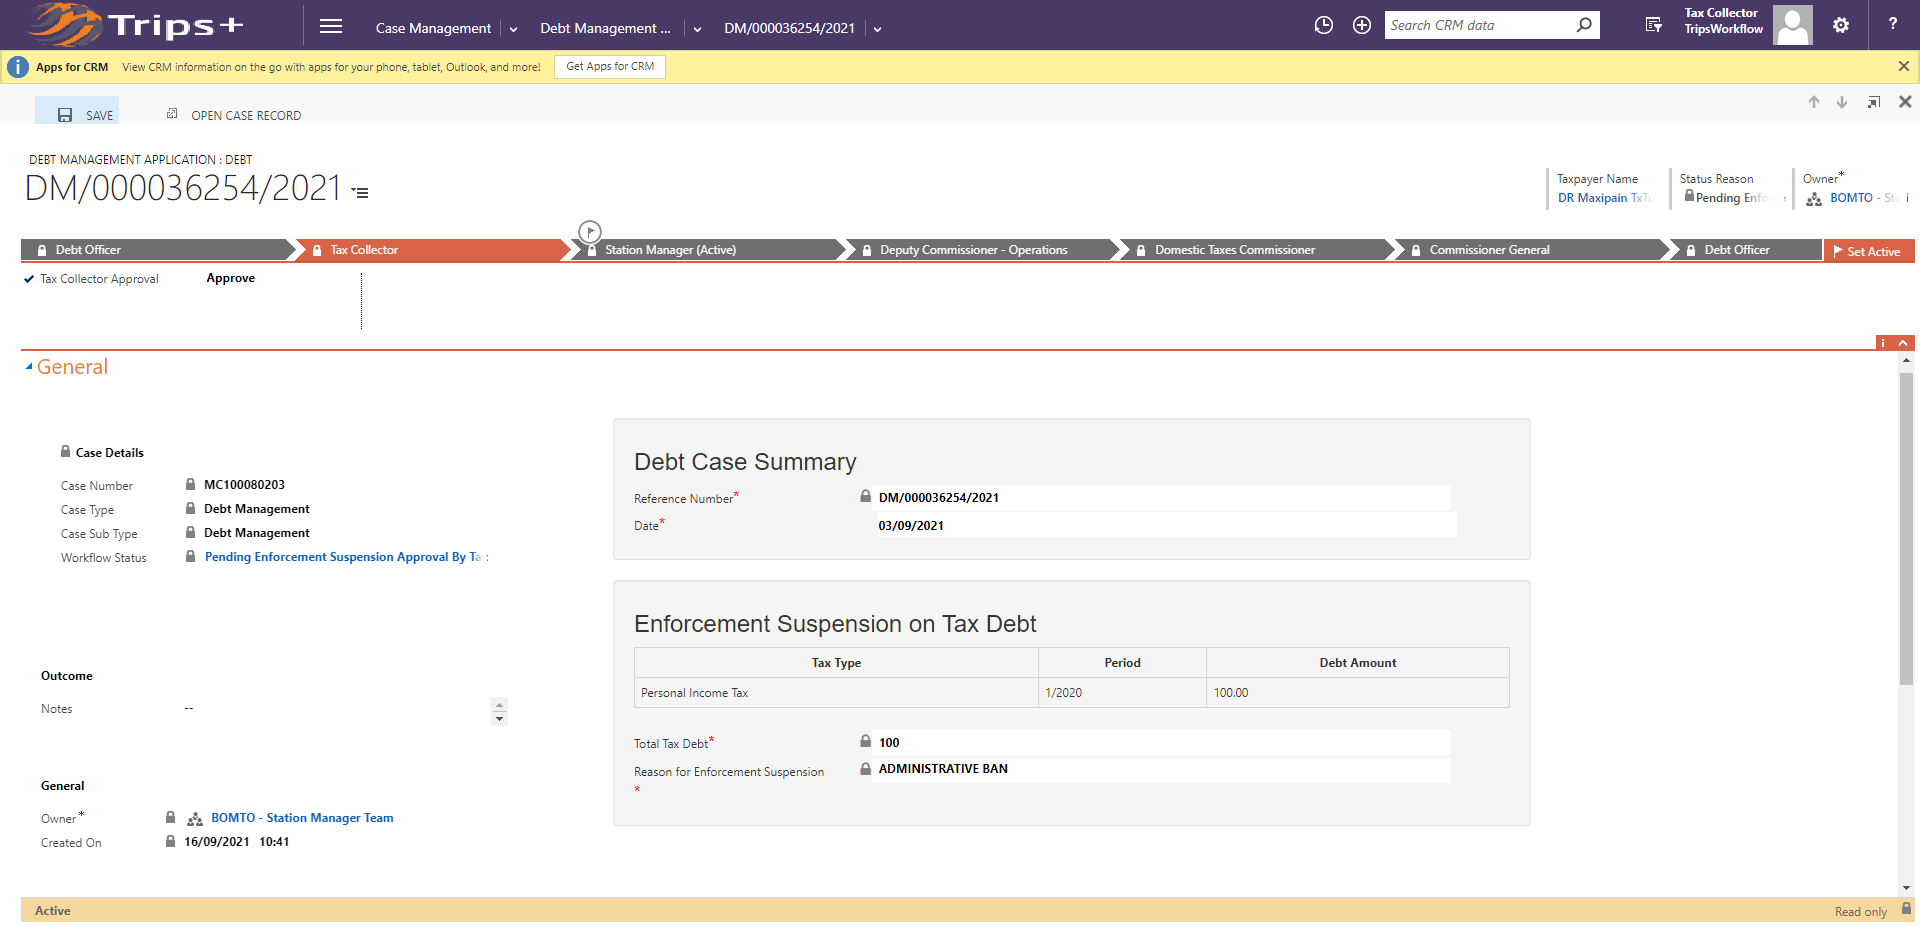 Trips+
Case Management
Debt Management ...
DM/000036254/2021
Search CRM data
Tax Collector
TripsWorkflow
?
i
Apps for CRM
View CRM information on the go with apps for your phone, tablet, Outlook, and more!
Get Apps for CRM
SAVE
OPEN CASE RECORD
DEBT MANAGEMENT APPLICATION : DEBT
DM/000036254/2021
Taxpayer Name
DR Maxipain TxTu
Status Reason
Pending Enfo
Owner*
BOMTO - Sta
Debt Officer
Tax Collector
Station Manager (Active)
Deputy Commissioner - Operations
Domestic Taxes Commissioner
Commissioner General
Debt Officer
Set Active
Tax Collector Approval
Approve
i
General
Case Details
Case Number MC100080203
Case Type Debt Management
Case Sub Type Debt Management
Workflow Status Pending Enforcement Suspension Approval By Ta
Outcome
Notes --
General
Owner* BOMTO - Station Manager Team
Created On 16/09/2021 10:41
Debt Case Summary
Reference Number* DM/000036254/2021
Date* 03/09/2021
Enforcement Suspension on Tax Debt
Tax Type Period Debt Amount
Personal Income Tax 1/2020 100.00
Total Tax Debt* 100
Reason for Enforcement Suspension ADMINISTRATIVE BAN
*
Active
Read only